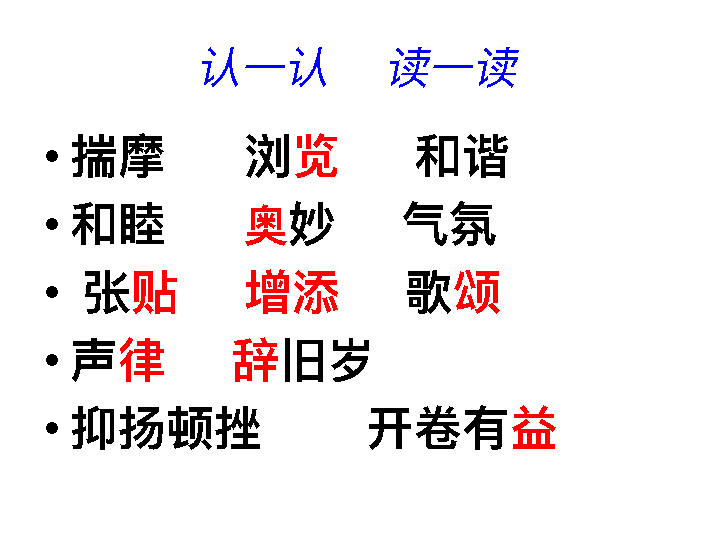 认一认 读一读
• 揣摩 浏览 和谐
• 和睦 奥妙 气氛
• 张贴 增添 歌颂
• 声律 辞旧岁
• 抑扬顿挫 开卷有益